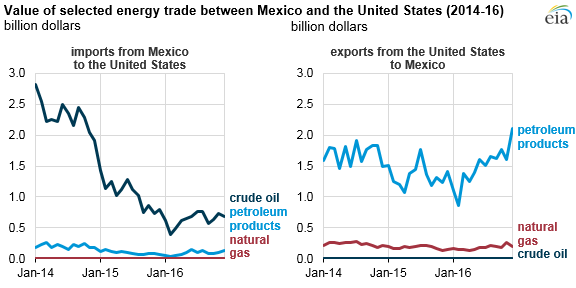 Value of selected energy trade between Mexico and the United States (2014-16)
billion dollars
billion dollars
eia
imports from Mexico
to the United States
3.0
2.5
2.0
1.5
1.0
0.5
0.0
Jan-14
Jan-15
Jan-16
crude oil
petroleum
products
natural
gas
exports from the United States
to Mexico
3.0
2.5
2.0
1.5
1.0
0.5
0.0
Jan-14
Jan-15
Jan-16
petroleum
products
natural
gas
crude oil